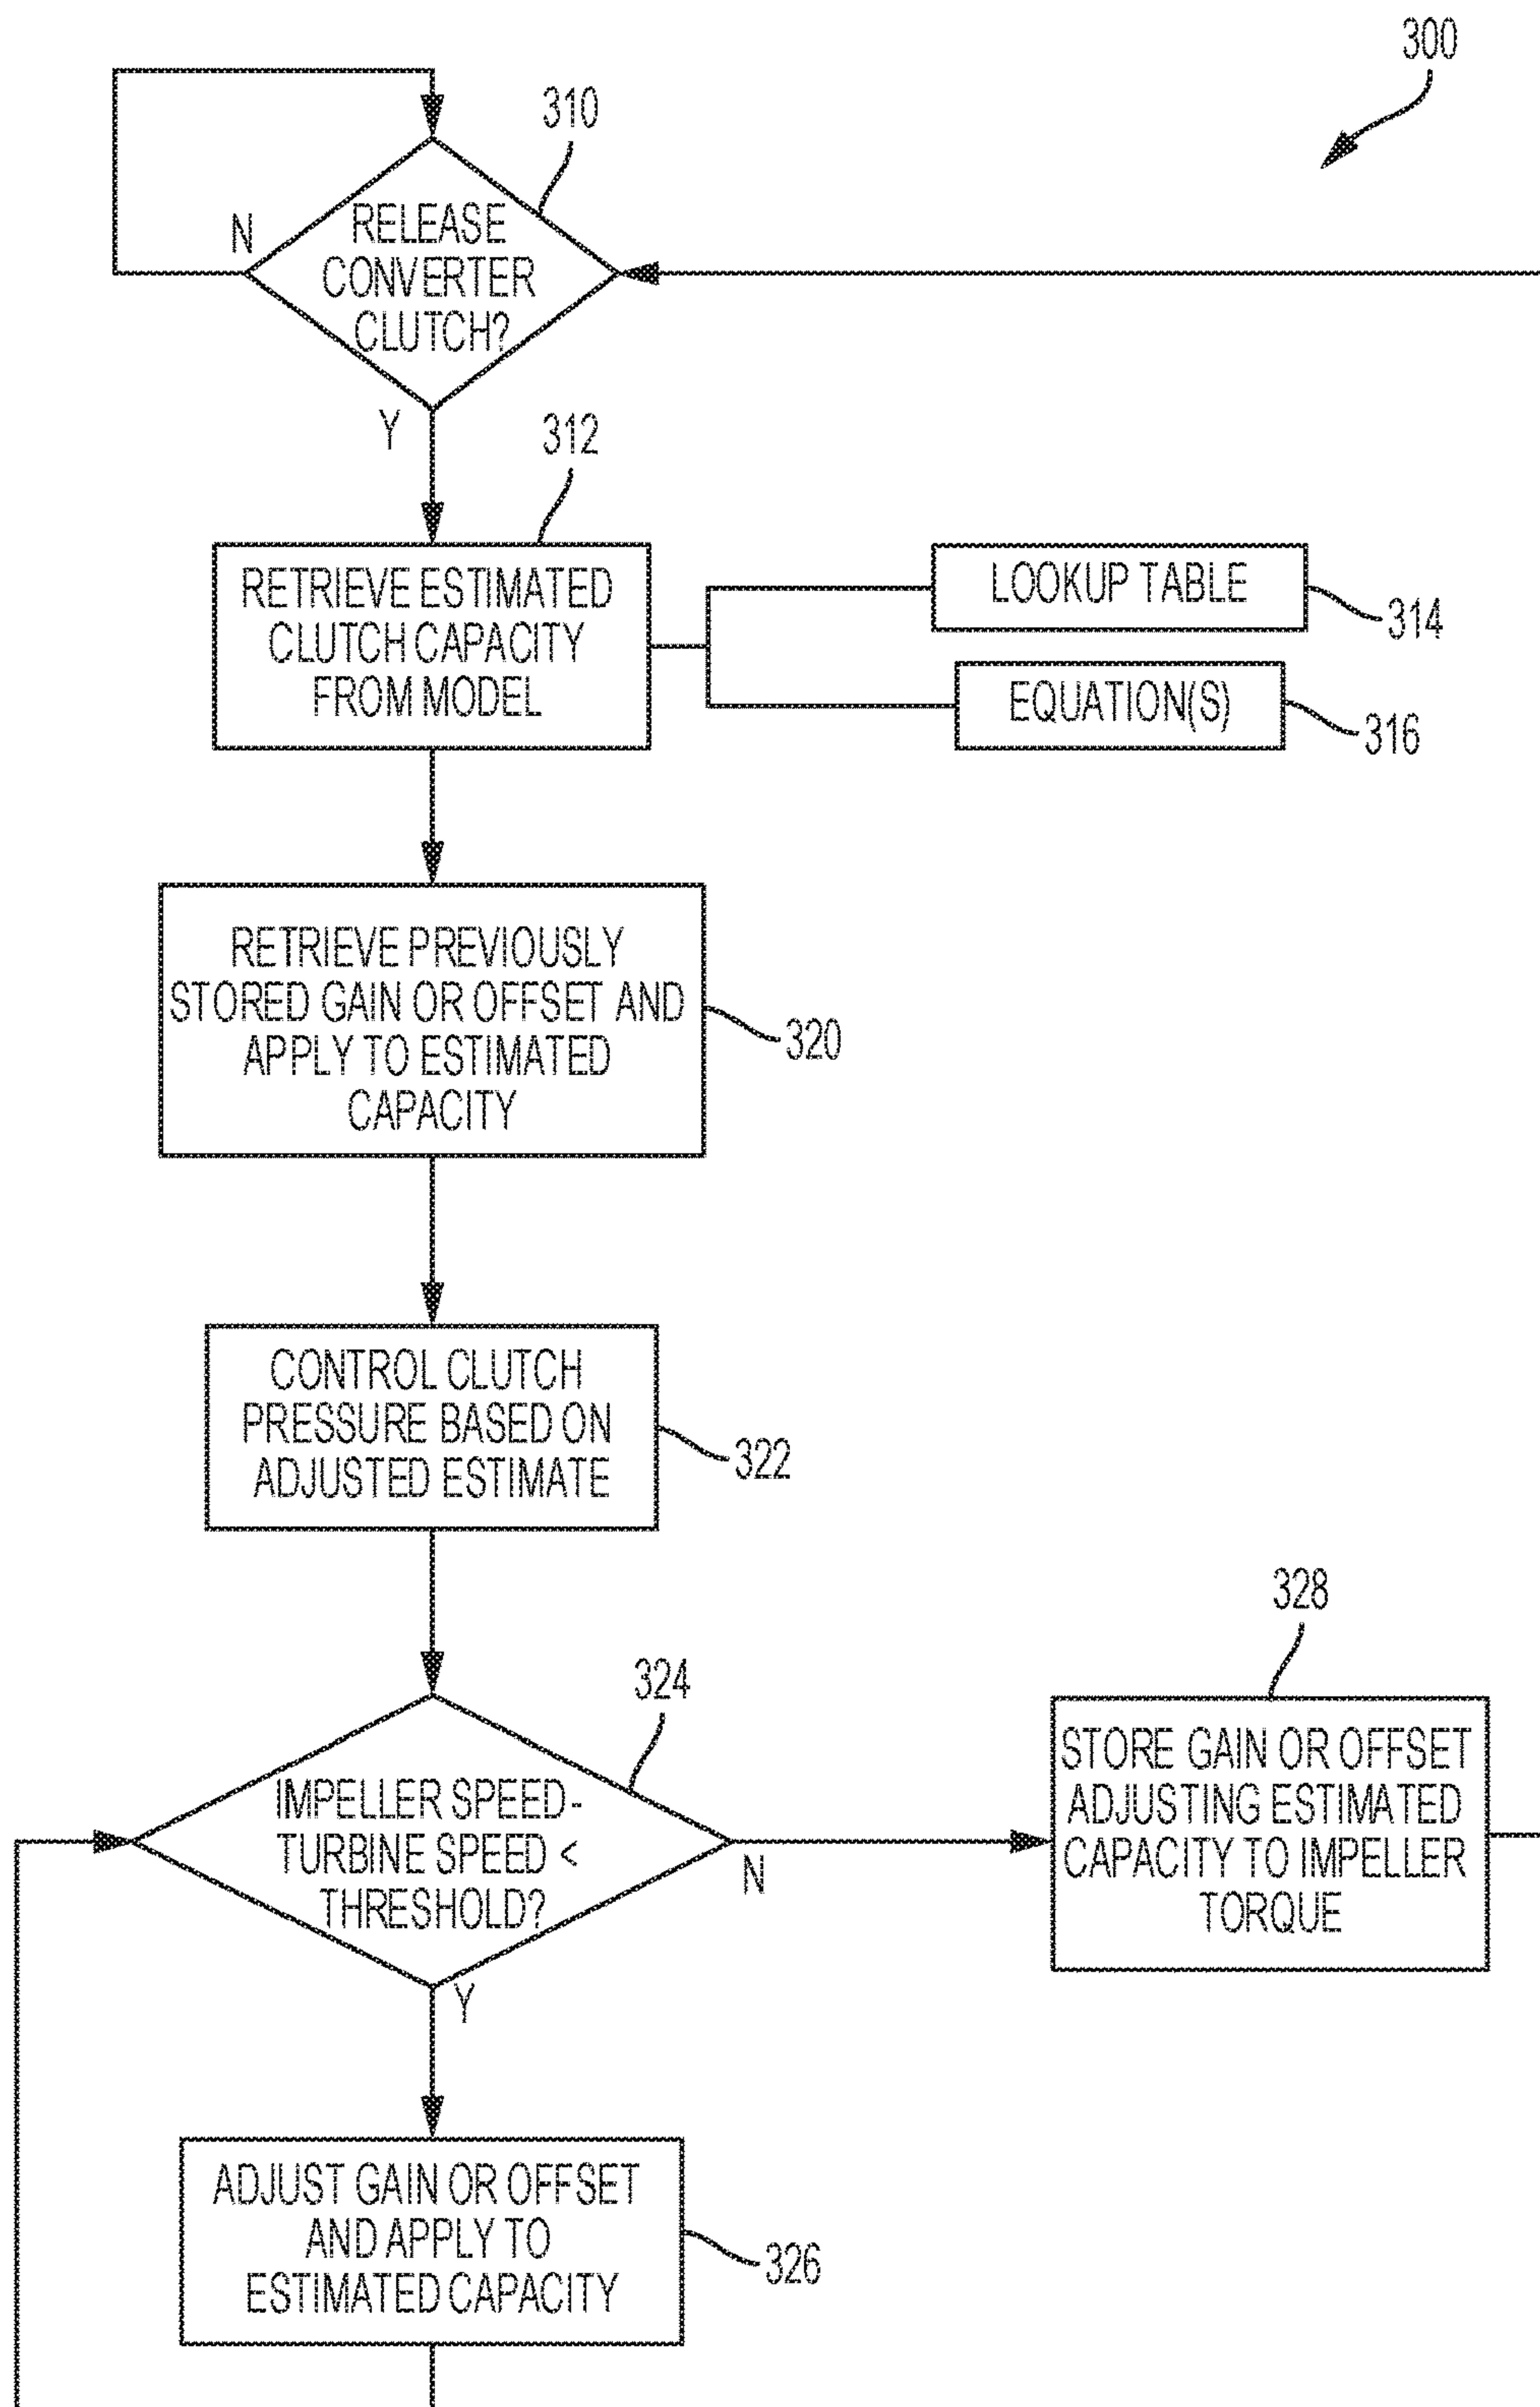 300
310
RELEASE
CONVERTER
CLUTCH?
N
Y
312
RETRIEVE ESTIMATED
CLUTCH CAPACITY
FROM MODEL
LOOKUP TABLE
314
EQUATION(S)
316
RETRIEVE PREVIOUSLY
STORED GAIN OR OFFSET AND
APPLY TO ESTIMATED
CAPACITY
320
CONTROL CLUTCH
PRESSURE BASED ON
ADJUSTED ESTIMATE
322
324
IMPELLER SPEED-
TURBINE SPEED <
THRESHOLD?
N
Y
328
STORE GAIN OR OFFSET
ADJUSTING ESTIMATED
CAPACITY TO IMPELLER
TORQUE
ADJUST GAIN OR OFFSET
AND APPLY TO
ESTIMATED CAPACITY
326